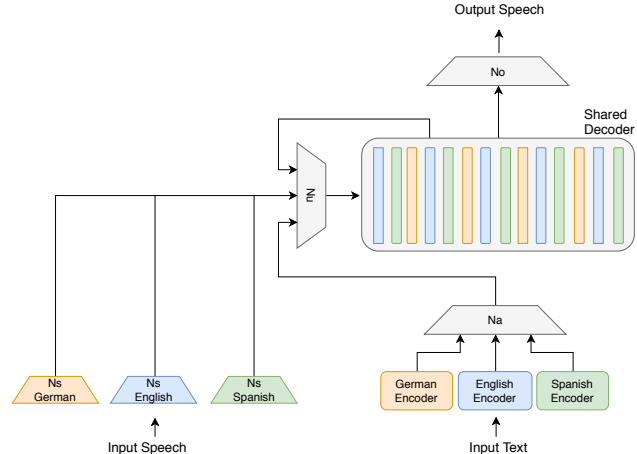 Output Speech
No
Shared
Decoder
Nu
Na
Ns
German
Ns
English
Ns
Spanish
German
Encoder
English
Encoder
Spanish
Encoder
Input Speech
Input Text